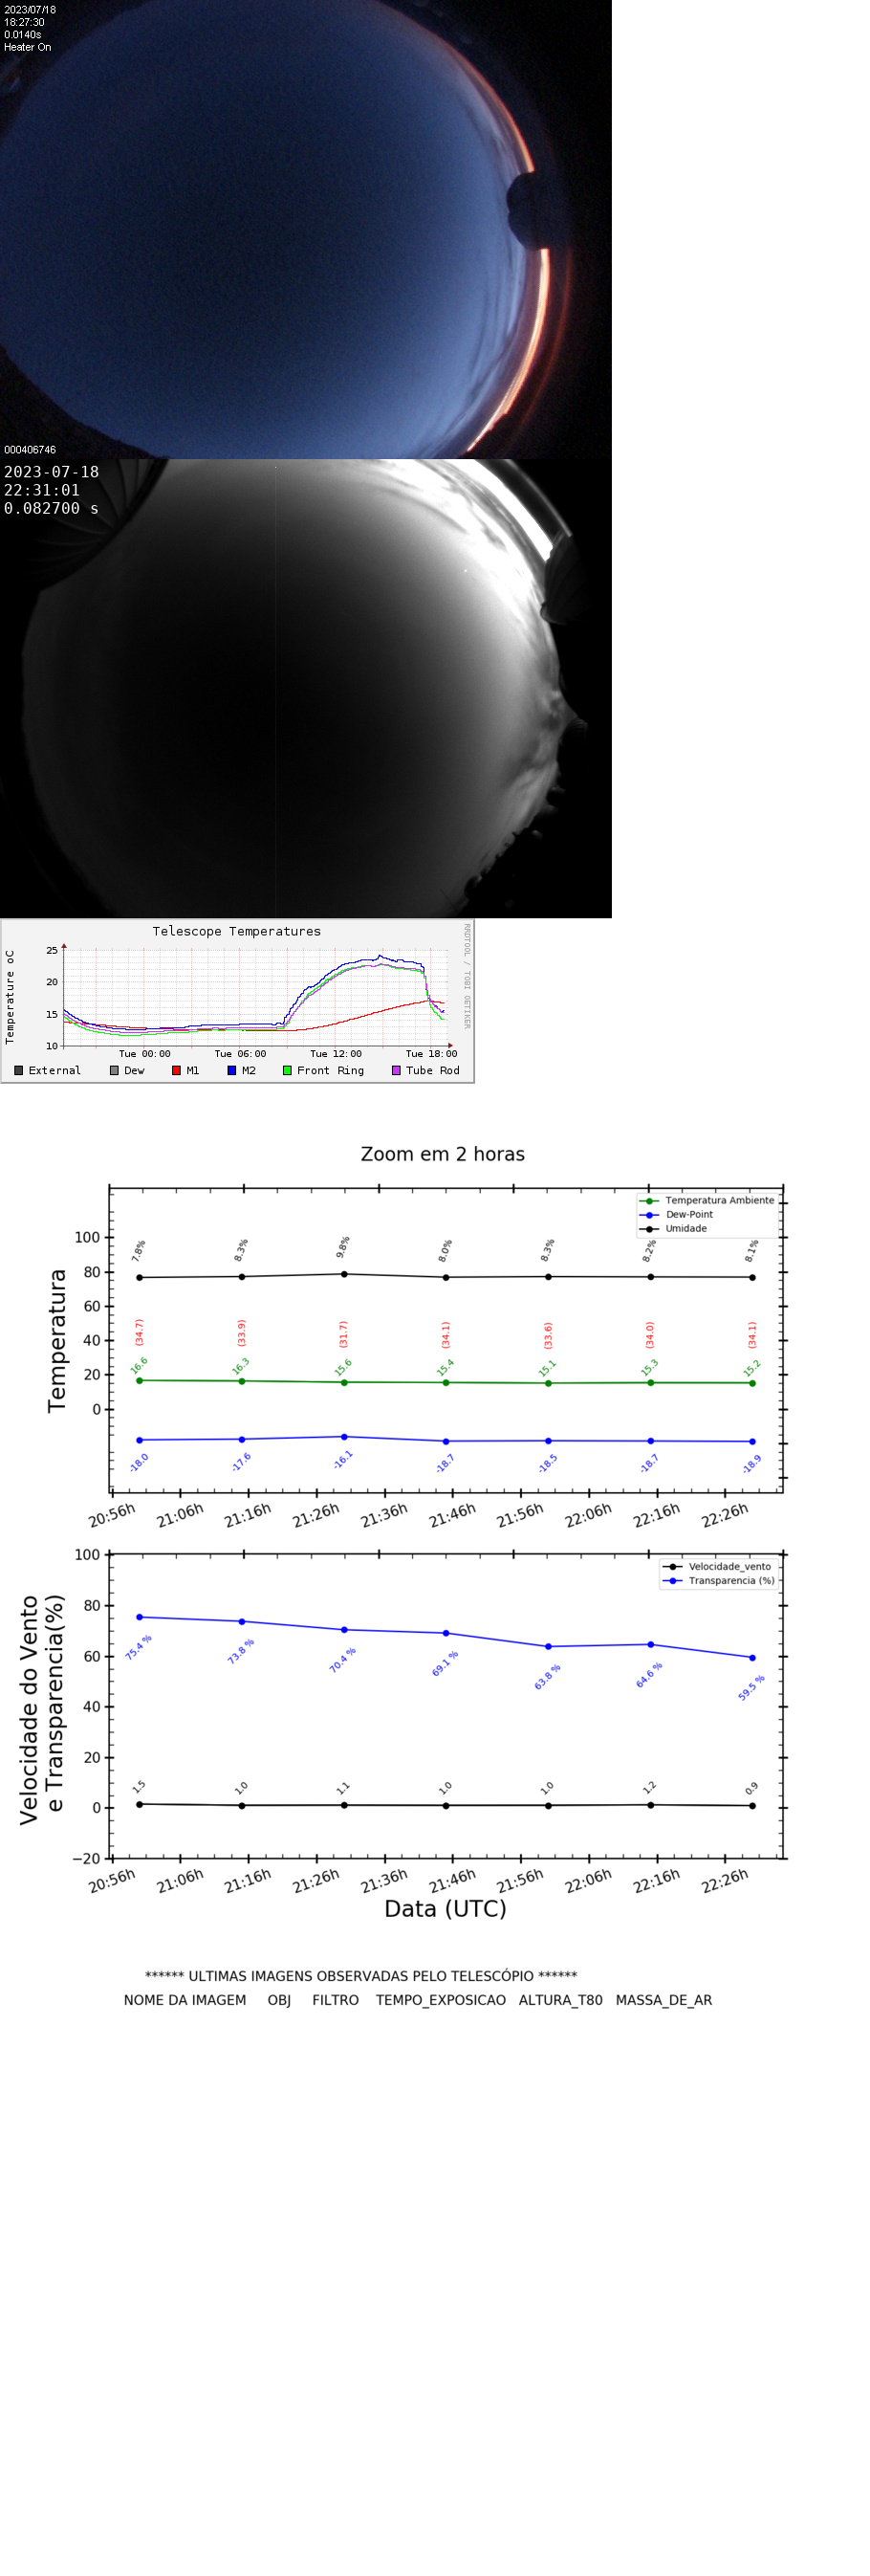 2023/07/18
18:27:30
0.0140s
Heater On
000406746
2023-07-18
22:31:01
0.082700 s
Telescope Temperatures
RRDTOOL / TOBI OETIKER
Temperature oC
25
20
15
10
Tue 00:00 Tue 06:00 Tue 12:00 Tue 18:00
External Dew M1 M2 Front Ring Tube Rod
Zoom em 2 horas
Temperatura Ambiente
Dew-Point
Umidade
Temperatura
100
80
60
40
20
0
7.8% 8.3% 9.8% 8.0% 8.3% 8.2% 8.1%
(34.7) (33.9) (31.7) (34.1) (33.6) (34.0) (34.1)
16.6 16.3 15.6 15.4 15.1 15.3 15.2
-18.0 -17.6 -16.1 -18.7 -18.5 -18.7 -18.9
20:56h 21:06h 21:16h 21:26h 21:36h 21:46h 21:56h 22:06h 22:16h 22:26h
Velocidade_vento
Transparencia (%)
Velocidade do Vento
e Transparencia(%)
100
80
60
40
20
0
−20
75.4 % 73.8 % 70.4 % 69.1 % 63.8 % 64.6 % 59.5 %
1.5 1.0 1.1 1.0 1.0 1.2 0.9
20:56h 21:06h 21:16h 21:26h 21:36h 21:46h 21:56h 22:06h 22:16h 22:26h
Data (UTC)
****** ULTIMAS IMAGENS OBSERVADAS PELO TELESCÓPIO ******
NOME DA IMAGEM OBJ FILTRO TEMPO_EXPOSICAO ALTURA_T80 MASSA_DE_AR